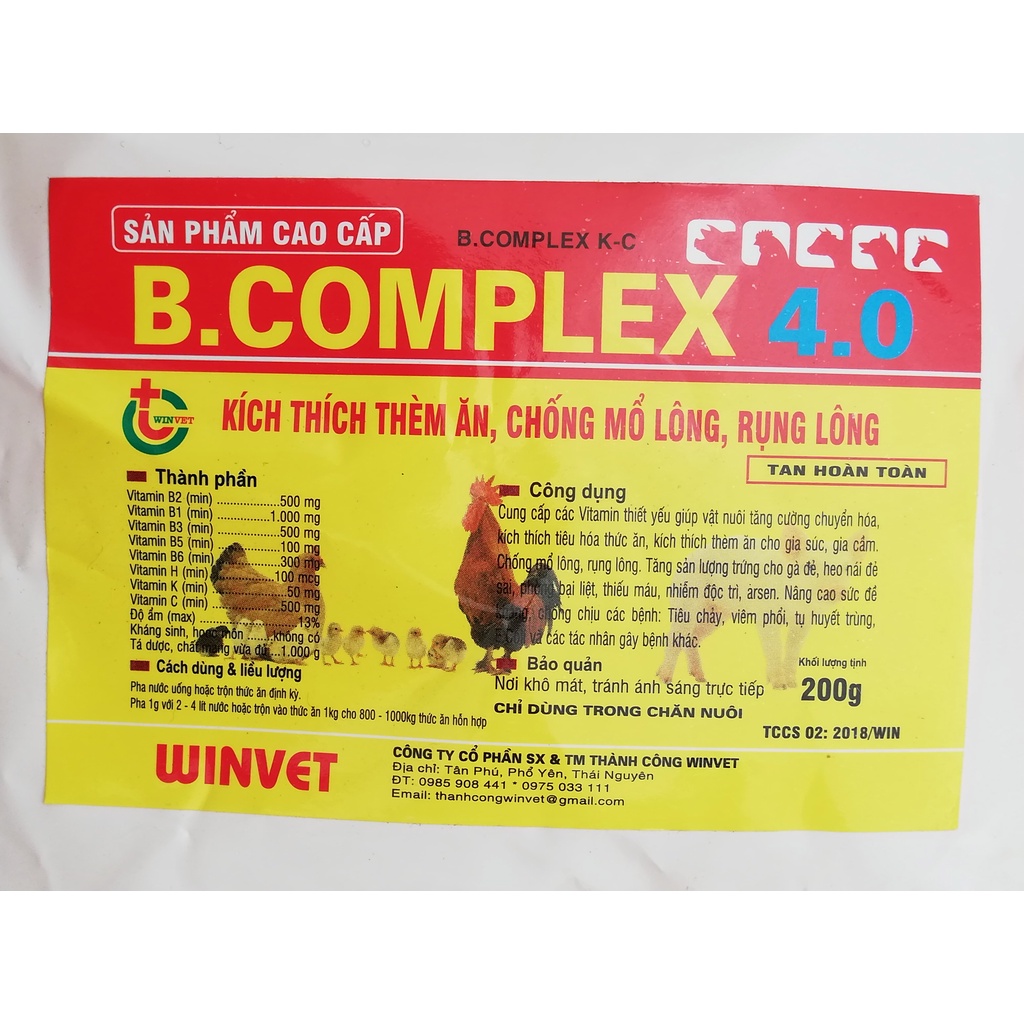 SẢN PHẨM CAO CẤP
B.COMPLEX K-C
B.COMPLEX 4.0
WINVET
KÍCH THÍCH THÈM ĂN, CHỐNG MỔ LÔNG, RỤNG LÔNG
TAN HOÀN TOÀN
Thành phần
Vitamin B2 (min) ............500 mg
Vitamin B1 (min) ............1.000 mg
Vitamin B3 (min) ............500 mg
Vitamin B5 (min) ............100 mg
Vitamin B6 (min) ............300 mg
Vitamin H (min) ............100 mcg
Vitamin K (min) ............50 mg
Vitamin C (min) ............500 mg
Độ ẩm (max) ............13%
Kháng sinh, hoọc môn ........không có
Tá dược, chất mang vừa đủ...1.000 g
Cách dùng & liều lượng
Pha nước uống hoặc trộn thức ăn định kỳ.
Pha 1g với 2 - 4 lít nước hoặc trộn vào thức ăn 1kg cho 800 - 1000kg thức ăn hỗn hợp
Công dụng
Cung cấp các Vitamin thiết yếu giúp vật nuôi tăng cường chuyển hóa,
kích thích tiêu hóa thức ăn, kích thích thèm ăn cho gia súc, gia cầm.
Chống mổ lông, rụng lông. Tăng sản lượng trứng cho gà đẻ, heo nái đẻ
sai, phòng bại liệt, thiếu máu, nhiễm độc trì, arsen. Nâng cao sức đề
kháng, chống chịu các bệnh: Tiêu chảy, viêm phổi, tụ huyết trùng,
E.Coli và các tác nhân gây bệnh khác.
Bảo quản
Nơi khô mát, tránh ánh sáng trực tiếp
CHỈ DÙNG TRONG CHĂN NUÔI
Khối lượng tịnh
200g
TCCS 02: 2018/WIN
WINVET
CÔNG TY CỔ PHẦN SX & TM THÀNH CÔNG WINVET
Địa chỉ: Tân Phú, Phổ Yên, Thái Nguyên
ĐT: 0985 908 441 * 0975 033 111
Email: thanhcongwinvet@gmail.com